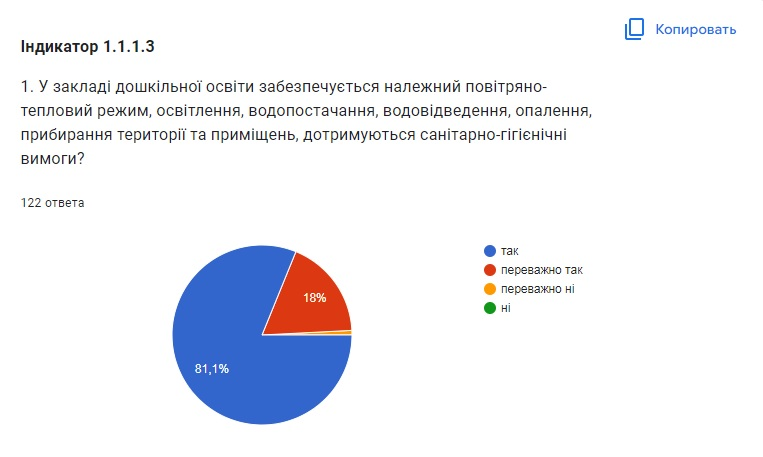 Копировать
Індикатор 1.1.1.3
1. У закладі дошкільної освіти забезпечується належний повітряно-
тепловий режим, освітлення, водопостачання, водовідведення, опалення,
прибирання території та приміщень, дотримуються санітарно-гігієнічні
вимоги?
122 ответа
так
переважно так
переважно ні
ні
18%
81,1%